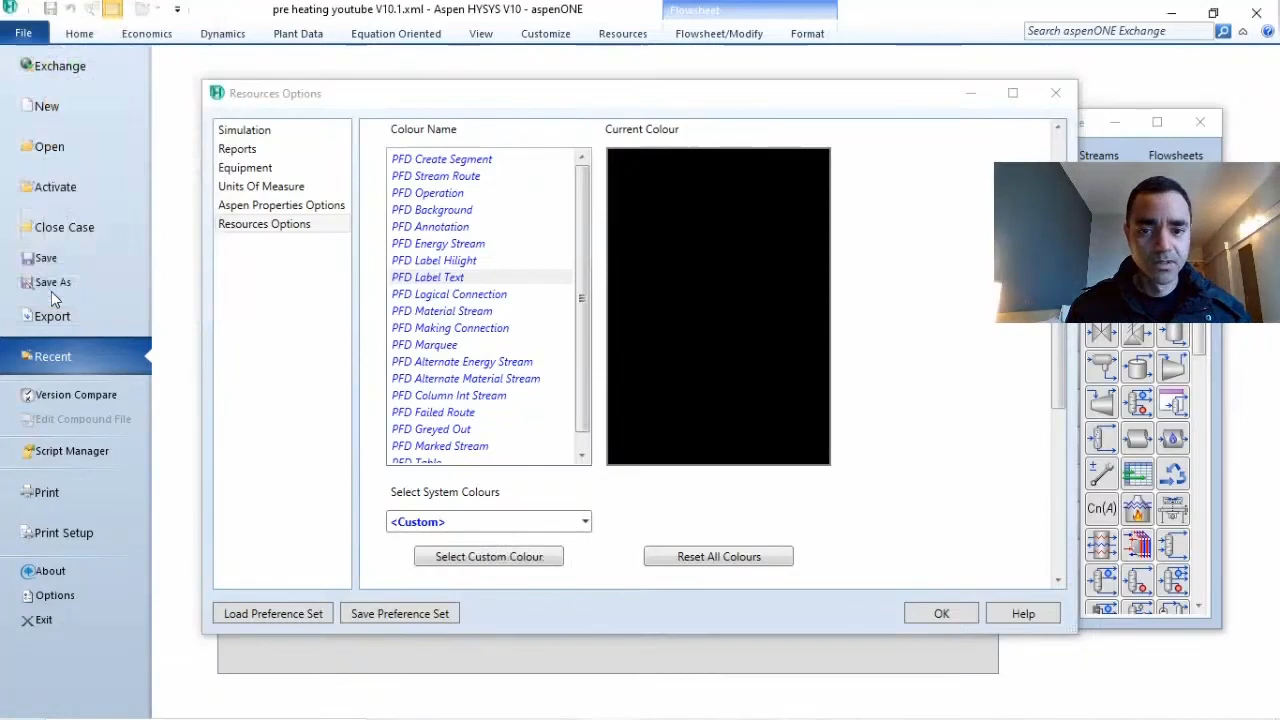 pre heating youtube V10.1.xml - Aspen HYSYS V10 - aspenONE
Flowsheet
File
Home
Economics
Dynamics
Plant Data
Equation Oriented
View
Customize
Resources
Flowsheet/Modify
Format
Search aspenONE Exchange
Exchange
New
Open
Activate
Close Case
Save
Save As
Export
Recent
Version Compare
Edit Compound File
Script Manager
Print
Print Setup
About
Options
Exit
Resources Options
Simulation
Reports
Equipment
Units Of Measure
Aspen Properties Options
Resources Options
Colour Name
Current Colour
PFD Create Segment
PFD Stream Route
PFD Operation
PFD Background
PFD Annotation
PFD Energy Stream
PFD Label Hilight
PFD Label Text
PFD Logical Connection
PFD Material Stream
PFD Making Connection
PFD Marquee
PFD Alternate Energy Stream
PFD Alternate Material Stream
PFD Column Int Stream
PFD Failed Route
PFD Greyed Out
PFD Marked Stream
PFD Table
Select System Colours
<Custom>
Select Custom Colour
Reset All Colours
Load Preference Set
Save Preference Set
OK
Help
Streams
Flowsheets
Cn(A)